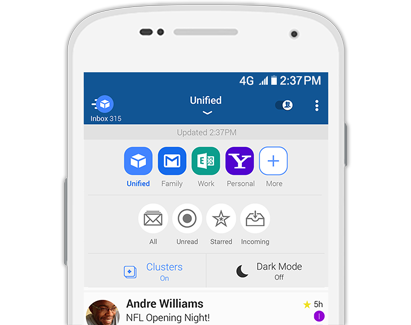 4G 2:37PM
Unified
Inbox 315
Updated 2:37PM
Unified Family Work Personal More
All Unread Starred Incoming
Clusters Dark Mode
On Off
Andre Williams 5h
NFL Opening Night!